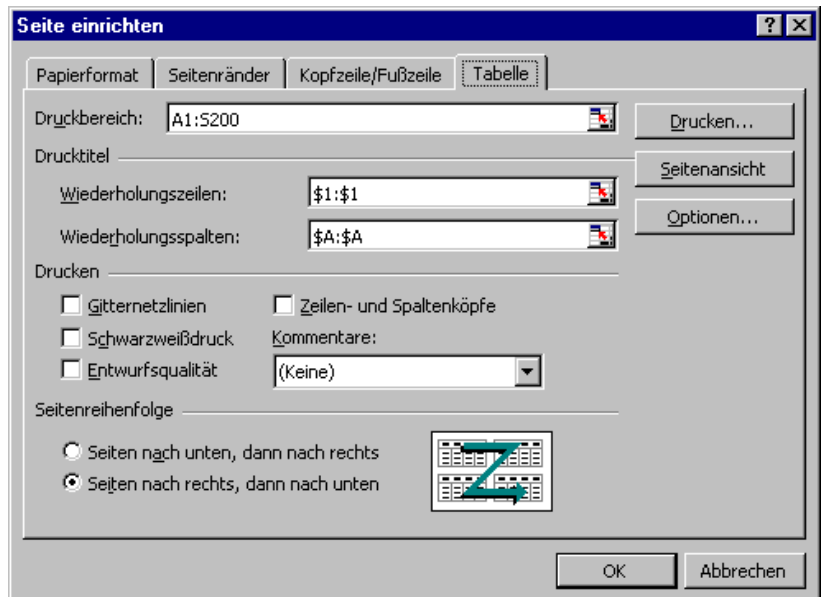 Seite einrichten
Papierformat Seitenränder Kopfzeile/Fußzeile Tabelle
Druckbereich: A1:S200 Drucken...
Drucktitel
Seitenansicht
Wiederholungszeilen: $1:$1
Optionen...
Wiederholungsspalten: $A:$A
Drucken
Gitternetzlinien Zeilen- und Spaltenköpfe
Schwarzweißdruck Kommentare:
Entwurfsqualität (Keine)
Seitenreihenfolge
Seiten nach unten, dann nach rechts
Seiten nach rechts, dann nach unten
OK Abbrechen